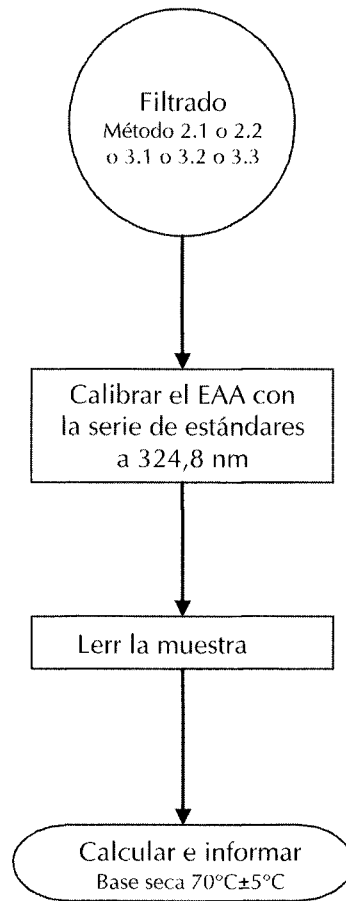 Filtrado
Método 2.1 o 2.2
o 3.1 o 3.2 o 3.3
Calibrar el EAA con
la serie de estándares
a 324,8 nm
Lerr la muestra
Calcular e informar
Base seca 70°C±5°C